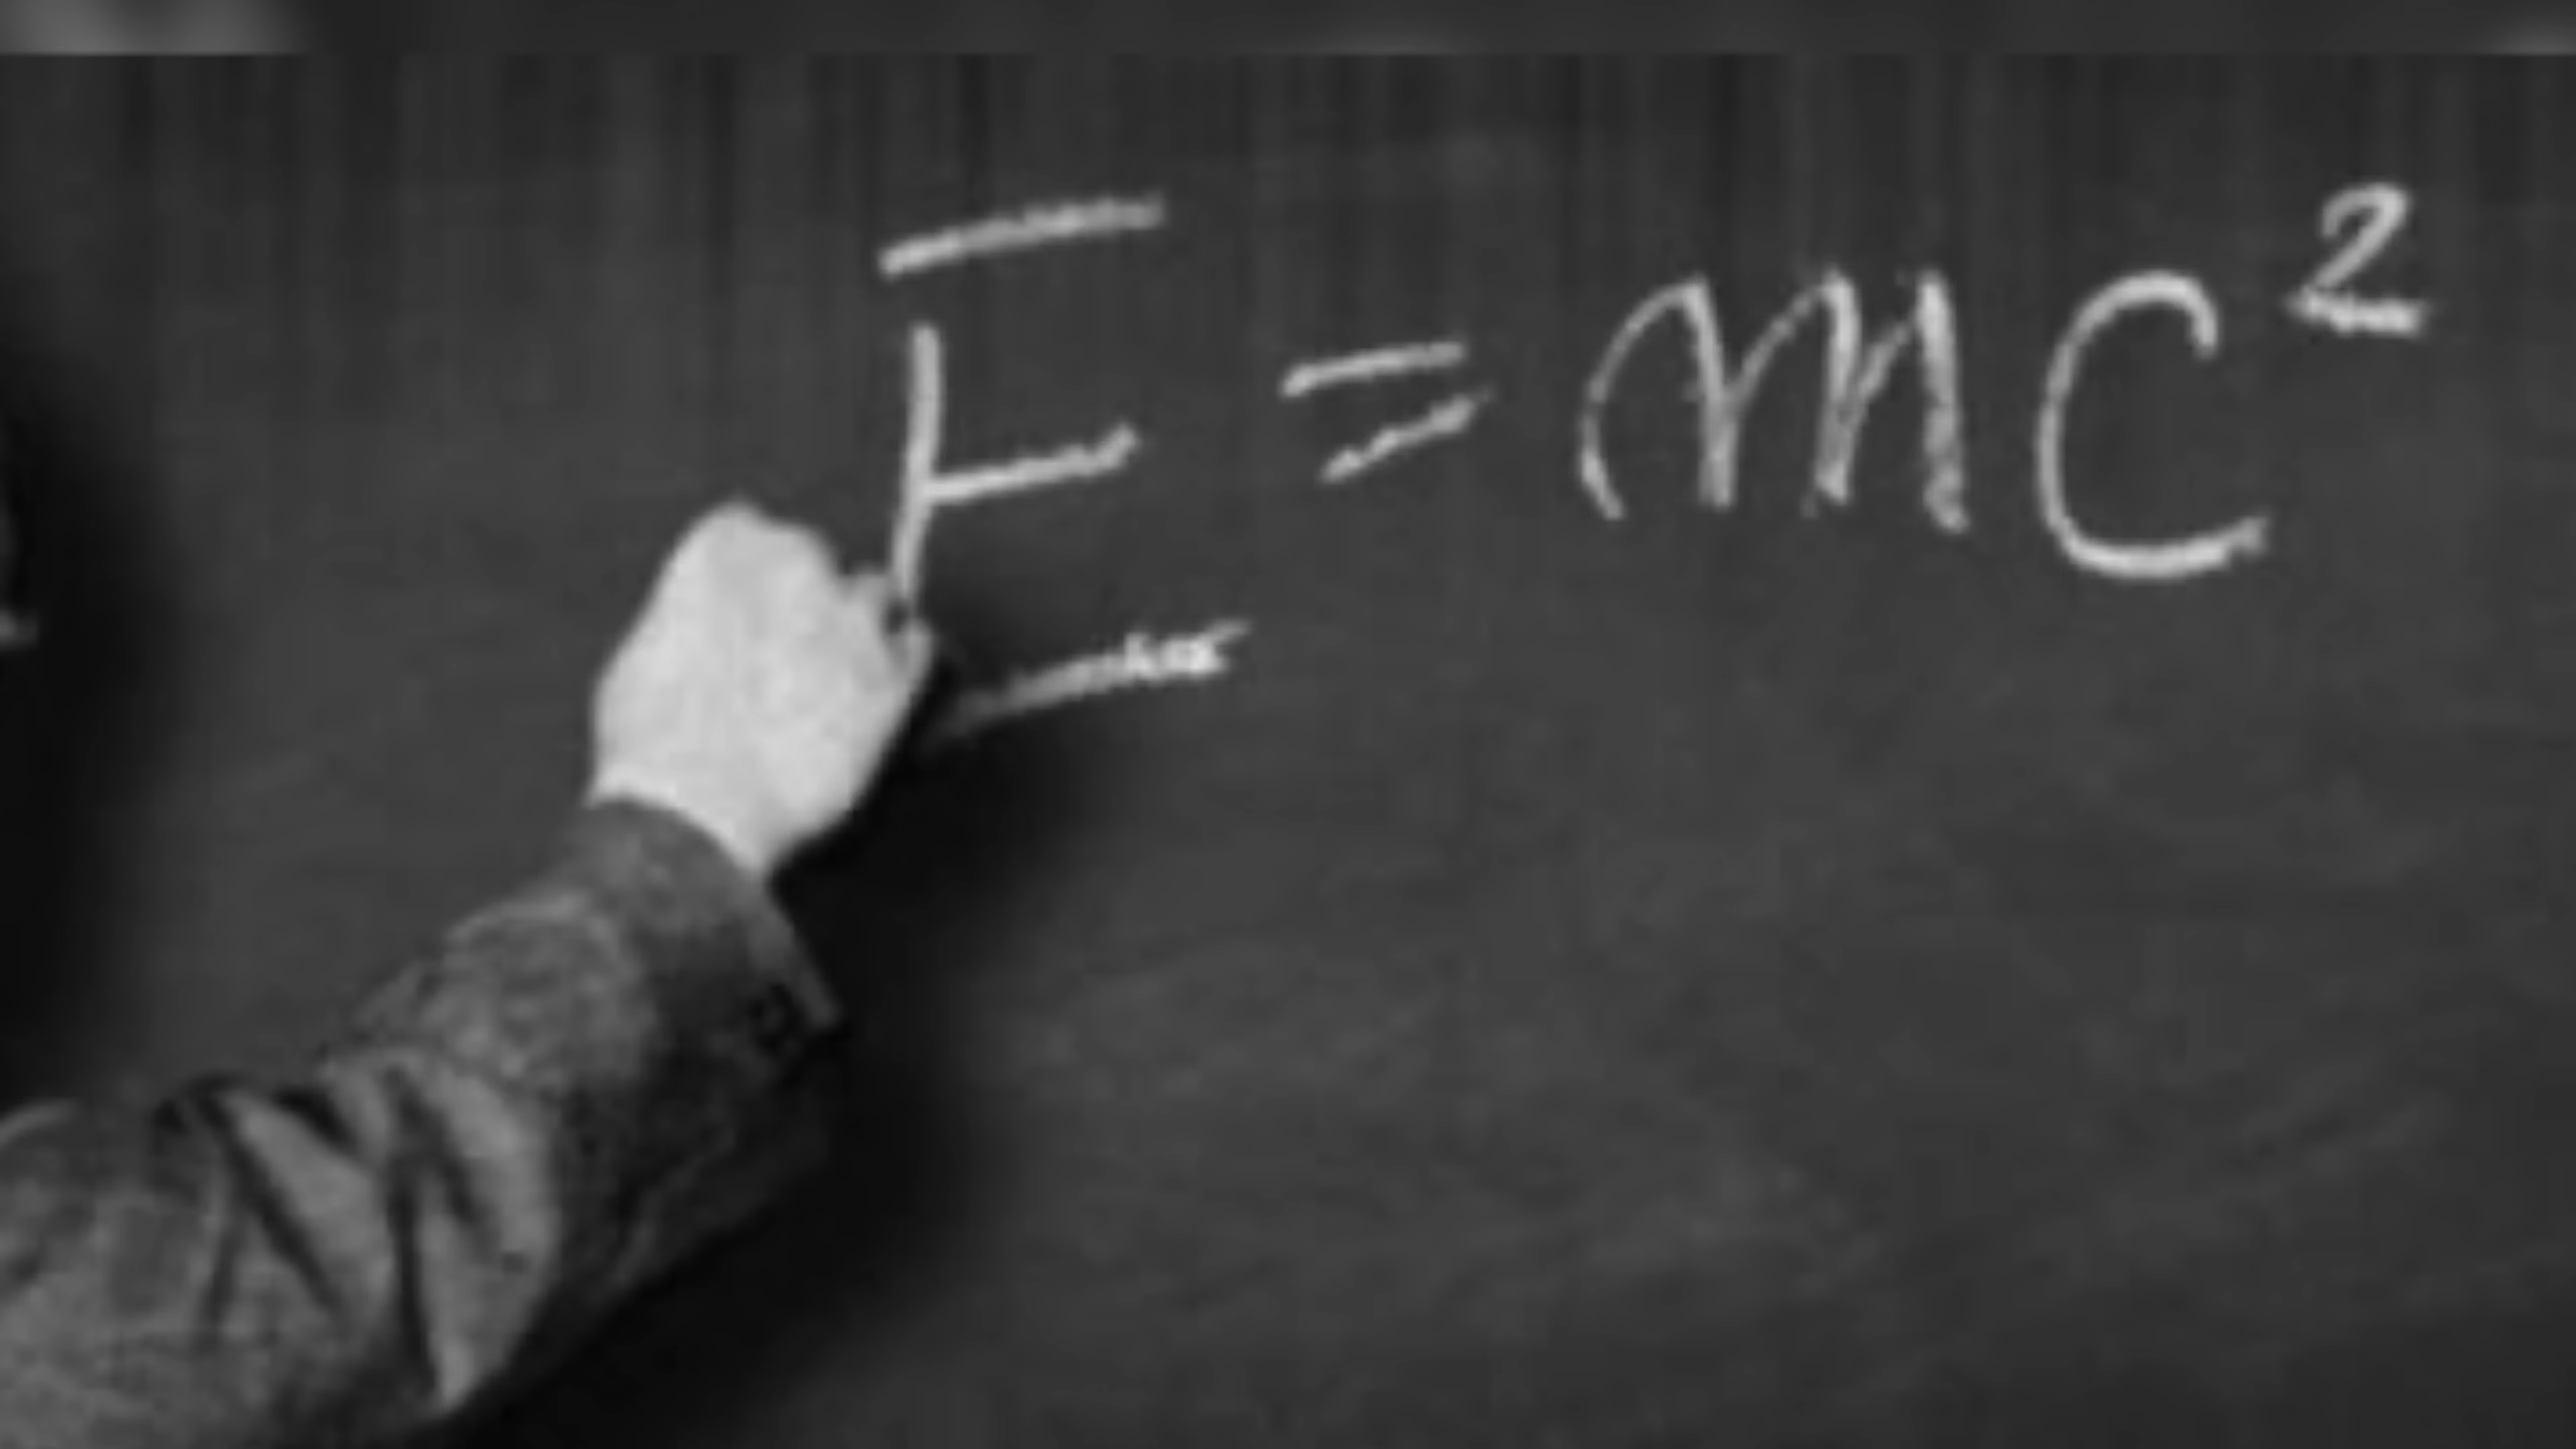 E = mc²